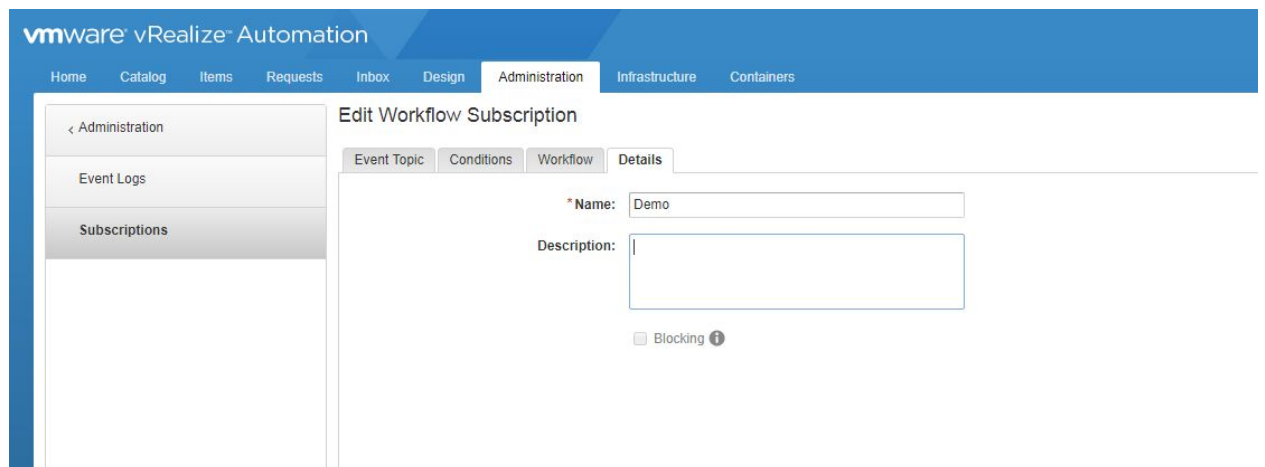 vmware® vRealize™ Automation
Home Catalog Items Requests Inbox Design Administration Infrastructure Containers
< Administration
Event Logs
Subscriptions
Edit Workflow Subscription
Event Topic Conditions Workflow Details
*Name: Demo
Description:
Blocking